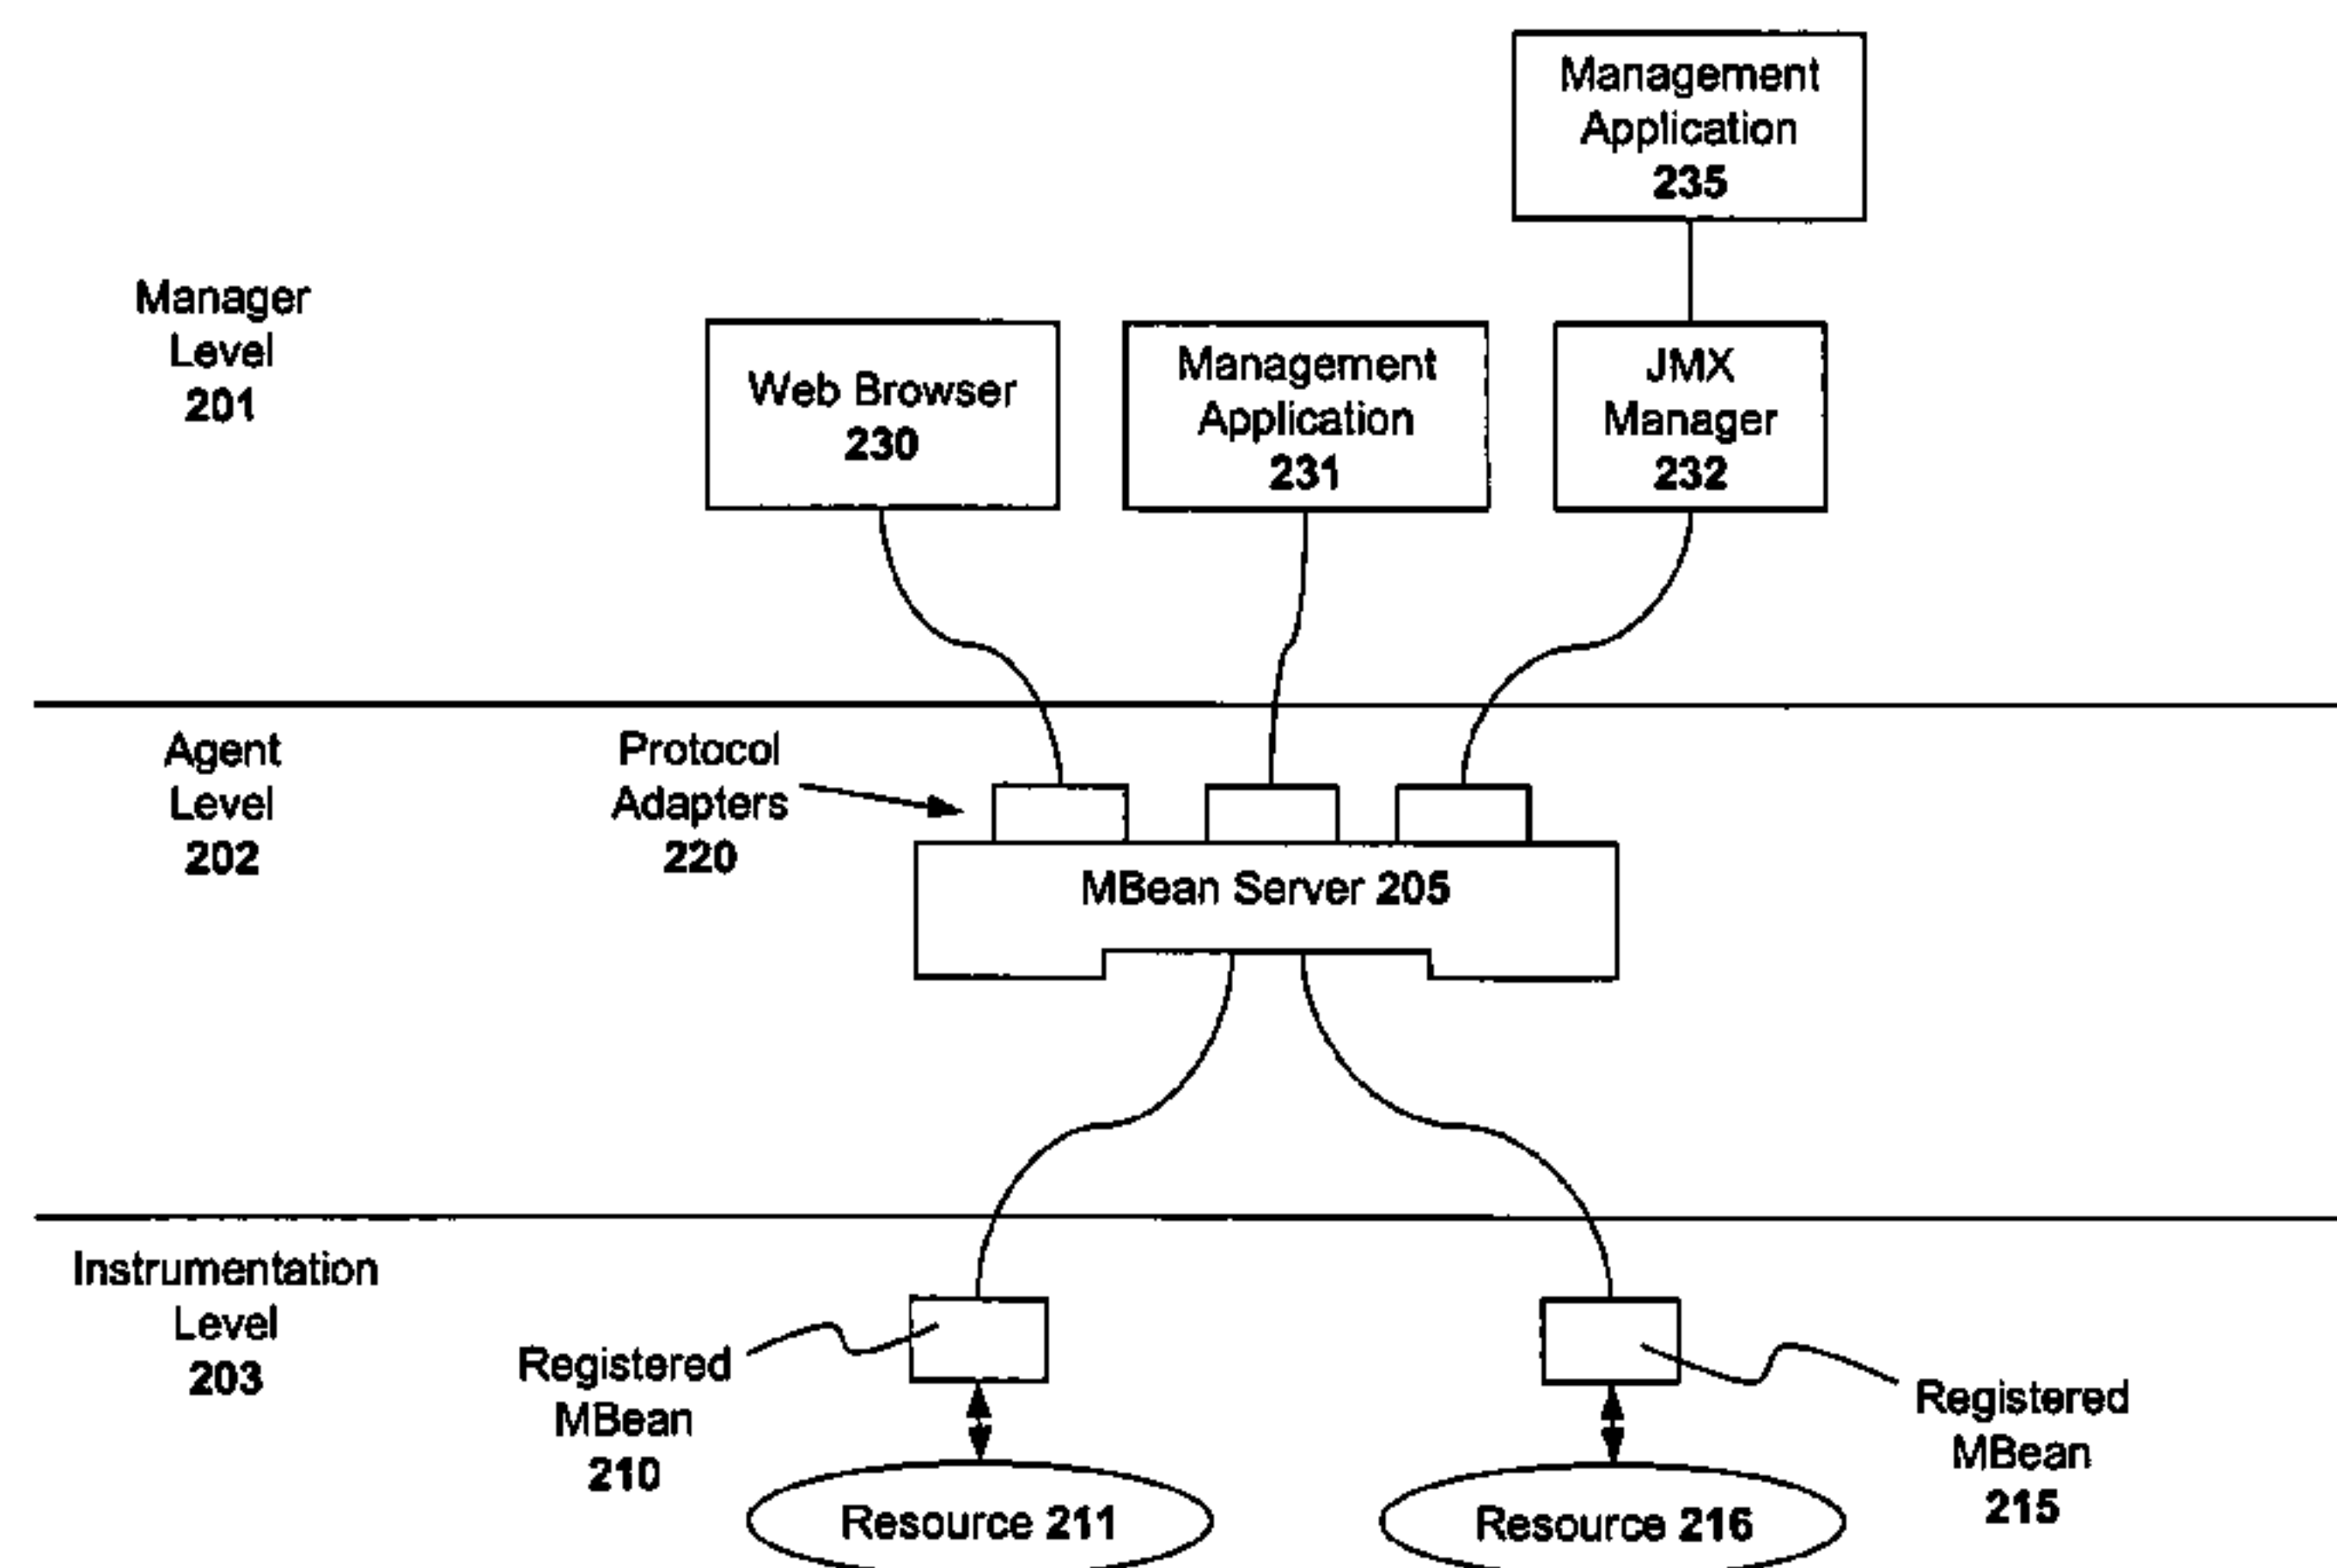 Management
Application
235
Manager
Level
201
Web Browser
230
Management
Application
231
JMX
Manager
232
Agent
Level
202
Protocol
Adapters
220
MBean Server 205
Instrumentation
Level
203
Registered
MBean
210
Registered
MBean
215
Resource 211
Resource 216